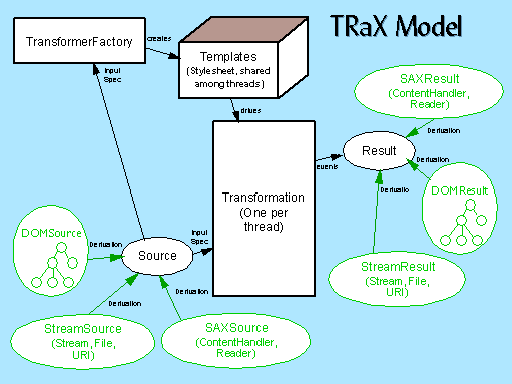 TRaX Model
TransformerFactory
creates
Templates
(Stylesheet, shared
among threads)
Input
Spec
drives
SAXResult
(ContentHandler,
Reader)
Derivation
Result
events
Derivation
Derivatio
DOMResult
Transformation
(One per
thread)
DOMSource
Derivation
Source
Input
Spec
StreamResult
(Stream, File,
URI)
Derivation
Derivation
StreamSource
(Stream, File,
URI)
SAXSource
(ContentHandler,
Reader)